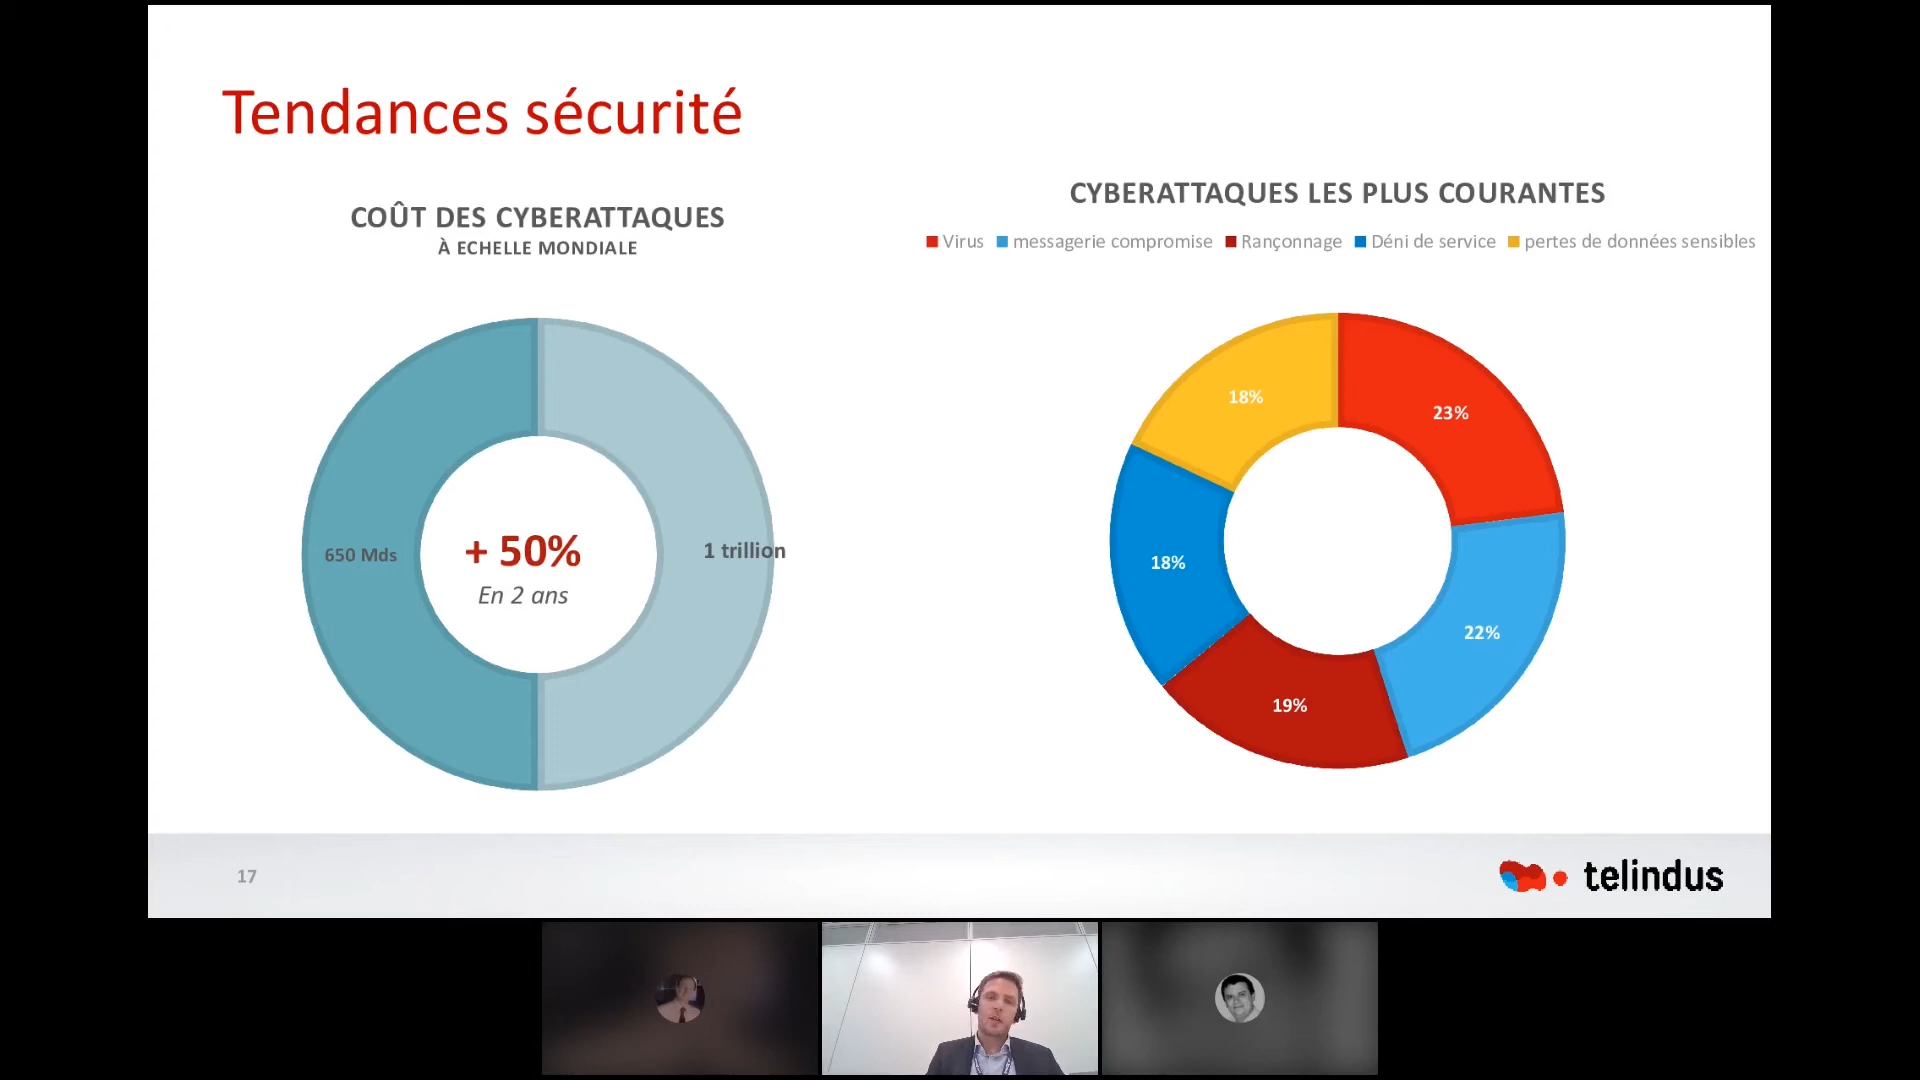 Tendances sécurité
COÛT DES CYBERATTAQUES
À ECHELLE MONDIALE
650 Mds
+ 50%
En 2 ans
1 trillion
CYBERATTAQUES LES PLUS COURANTES
Virus messagerie compromise Rançonnage Déni de service pertes de données sensibles
18%
23%
18%
22%
19%
17
telindus